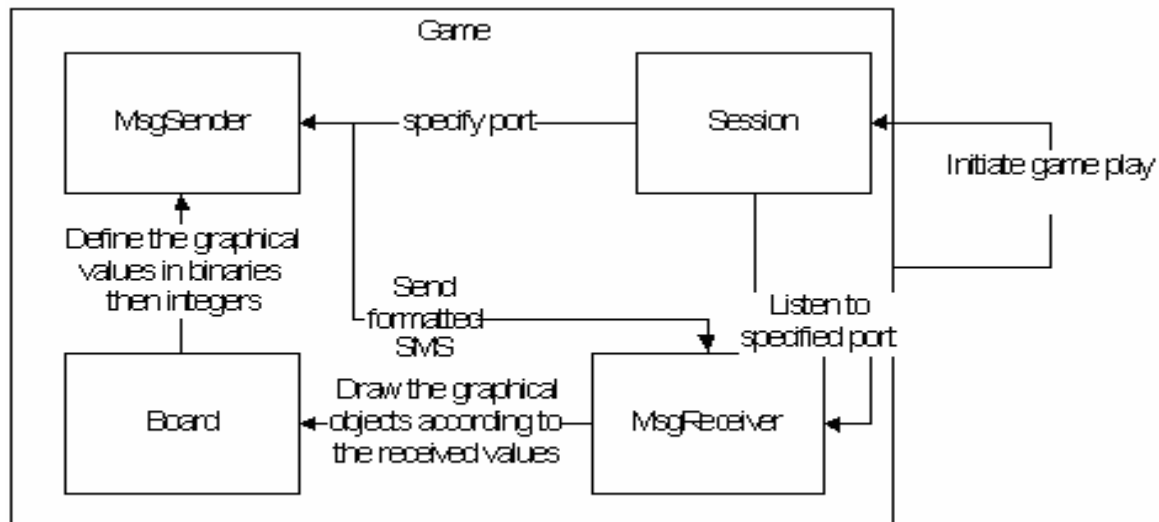 Game
MsgSender
specify port
Session
Initiate game play
Define the graphical
values in binaries
then integers
Send
formatted
SMS
Listen to
specified port
Board
Draw the graphical
objects according to
the received values
MsgReceiver